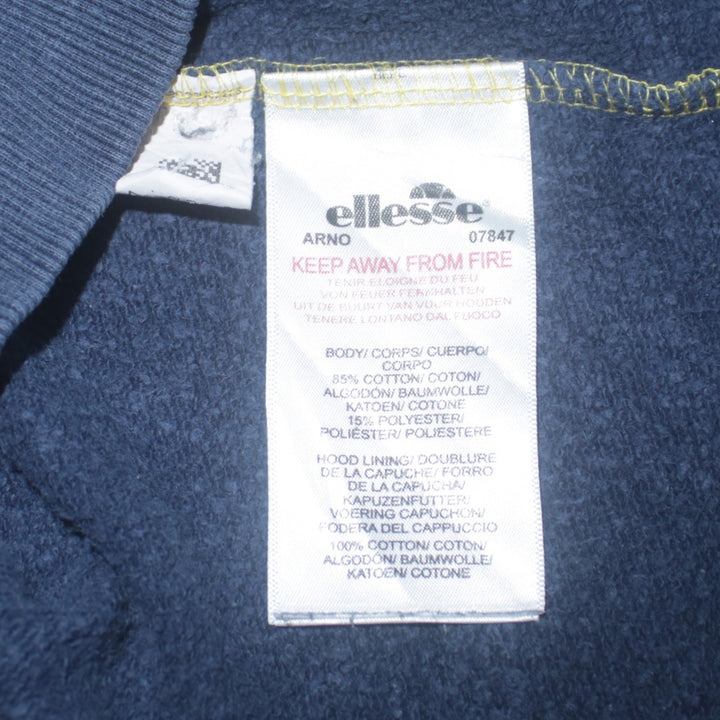 ellesse®
ARNO 07847
KEEP AWAY FROM FIRE
TENIR ELOIGNE DU FEU
VON FEUER FERNHALTEN
UIT DE BUURT VAN VUUR HOUDEN
TENERE LONTANO DAL FUOCO
BODY/ CORPS/ CUERPO/
CORPO
85% COTTON/ COTON/
ALGODÓN/ BAUMWOLLE/
KATOEN/ COTONE
15% POLYESTER/
POLIÉSTER/ POLIESTERE
HOOD LINING/ DOUBLURE
DE LA CAPUCHE/ FORRO
DE LA CAPUCHA/
KAPUZENFUTTER/
VOERING CAPUCHON/
FODERA DEL CAPPUCCIO
100% COTTON/ COTON/
ALGODÓN/ BAUMWOLLE/
KATOEN/ COTONE